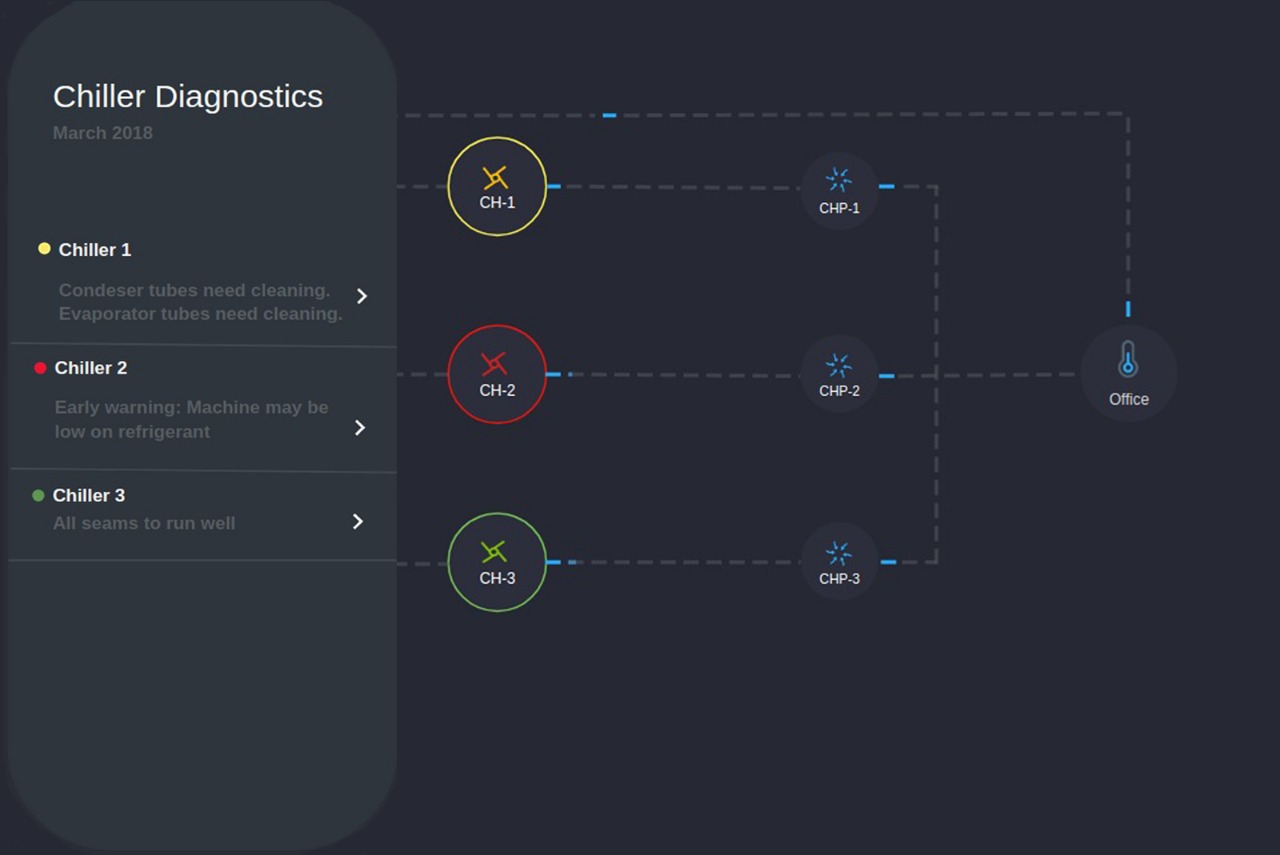 Chiller Diagnostics
March 2018
Chiller 1
Condeser tubes need cleaning.
Evaporator tubes need cleaning.
Chiller 2
Early warning: Machine may be
low on refrigerant
Chiller 3
All seams to run well
CH-1
CHP-1
CH-2
CHP-2
Office
CH-3
CHP-3